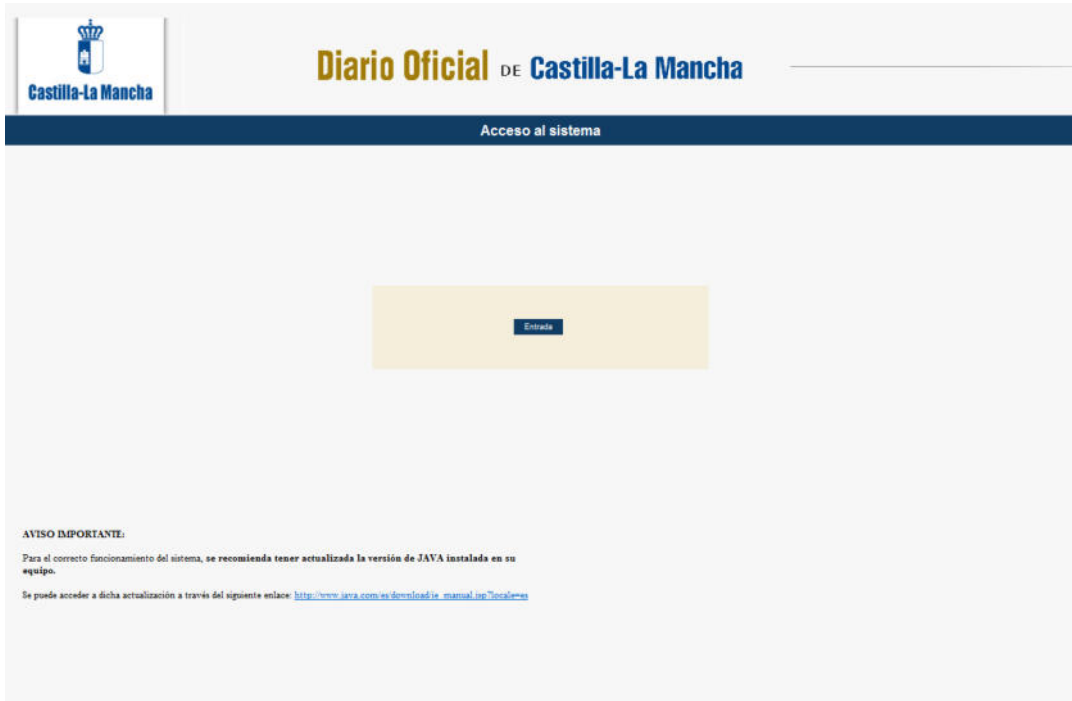 Castilla-La Mancha
Diario Oficial DE Castilla-La Mancha
Acceso al sistema
Entrada
AVISO IMPORTANTE:
Para el correcto funcionamiento del sistema, se recomienda tener actualizada la versión de JAVA instalada en su
equipo.
Se puede acceder a dicha actualización a través del siguiente enlace: http://www.java.com/es/download/ie_manual.jsp?locale=es